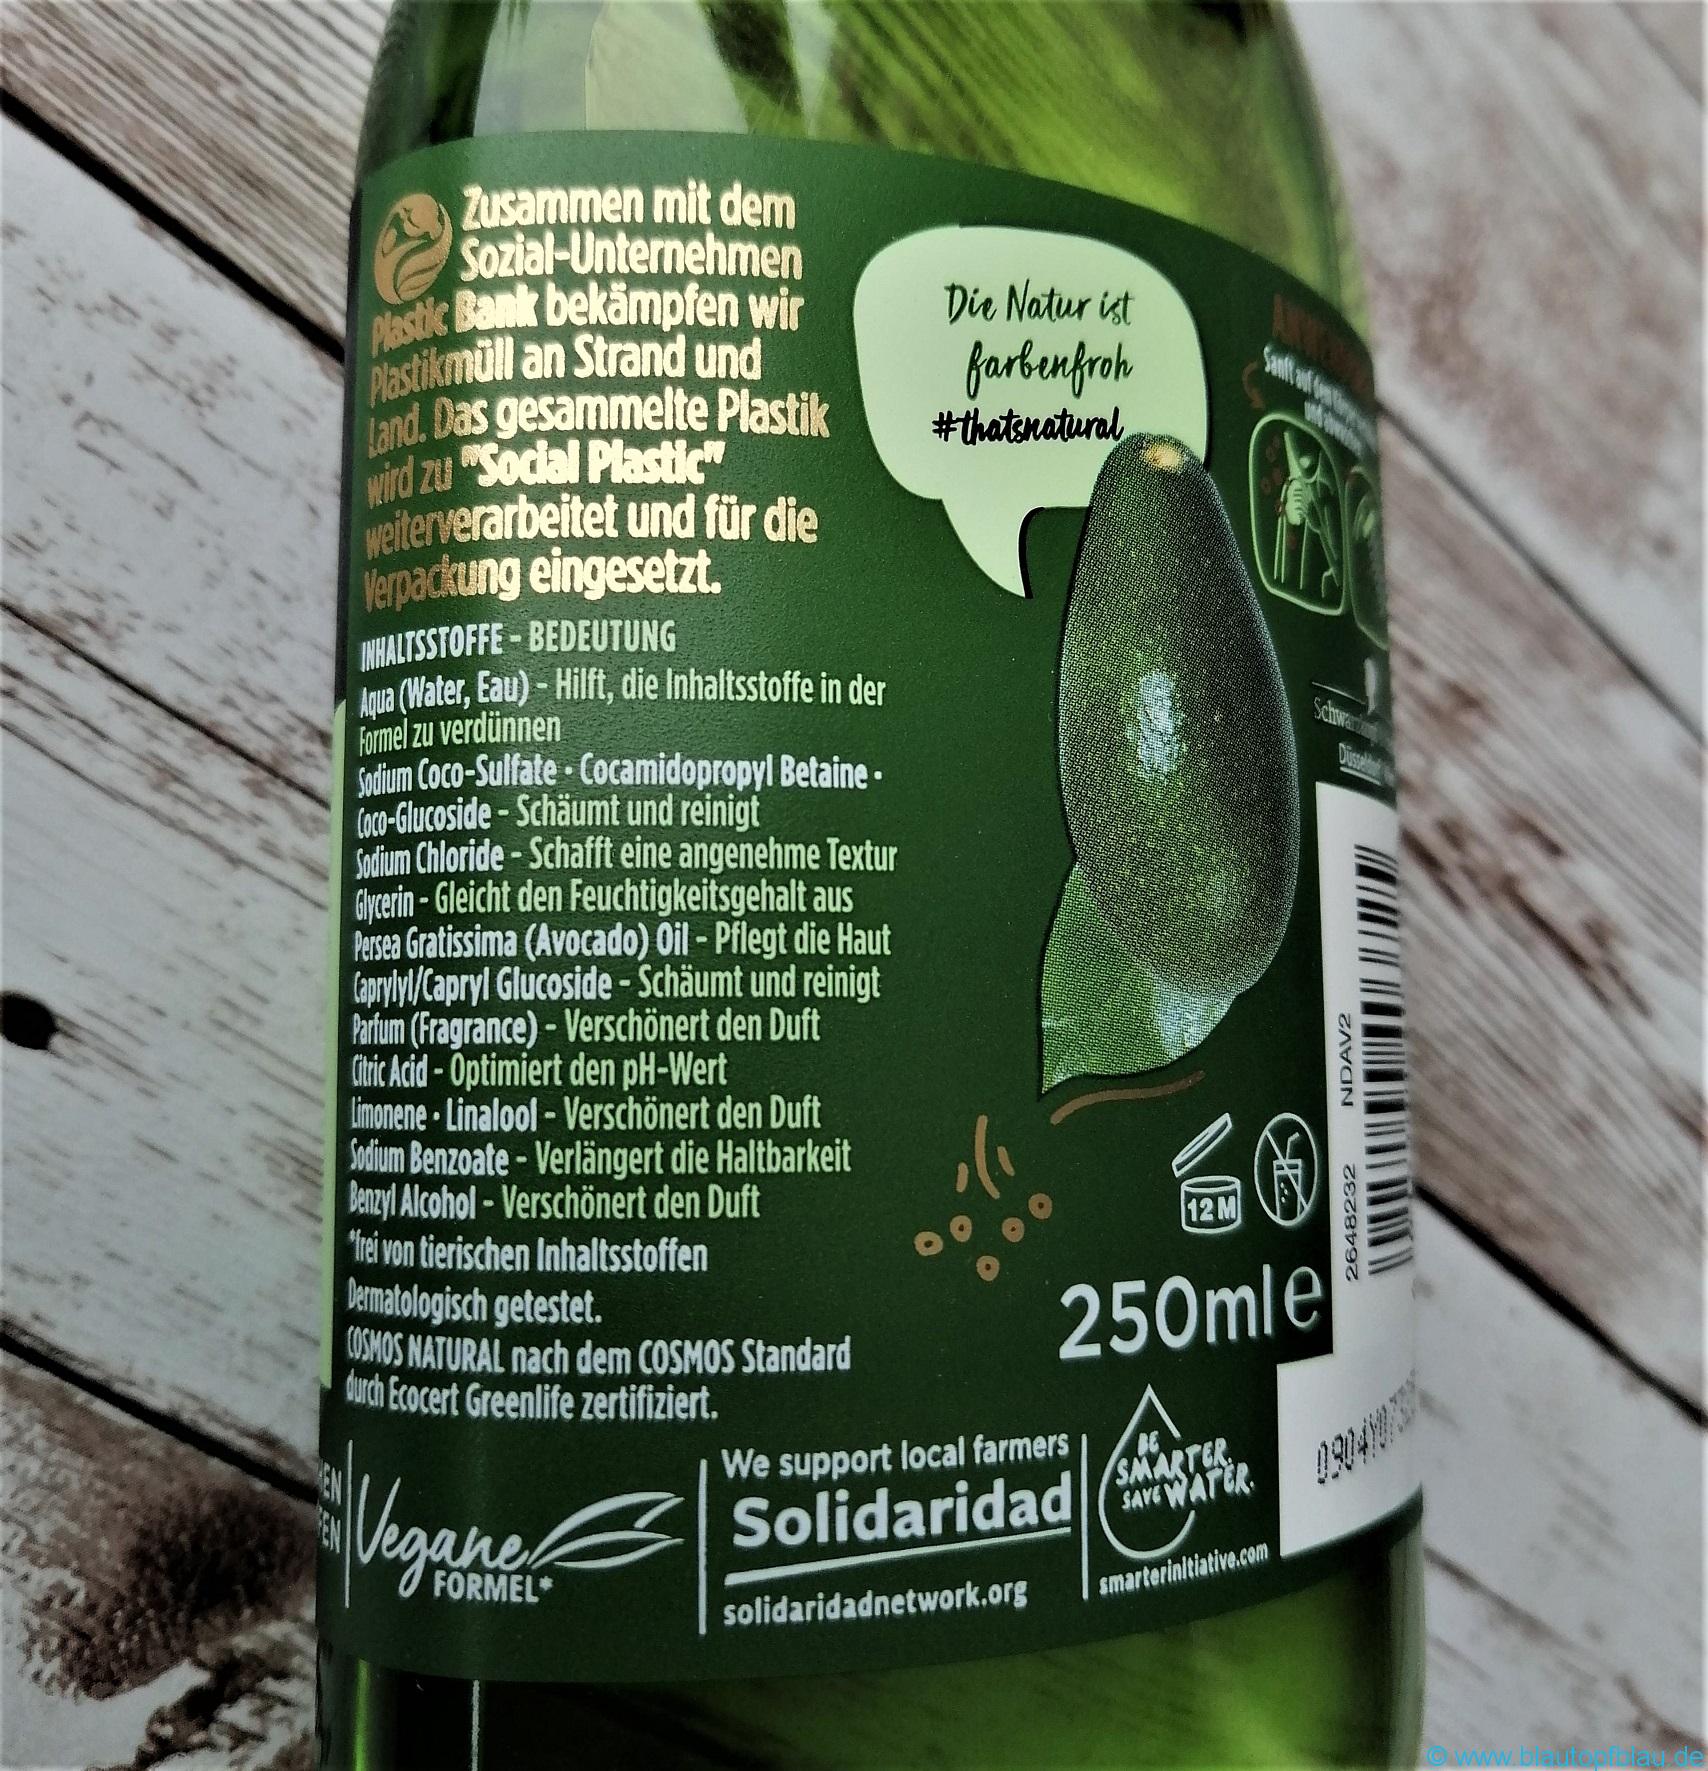 Zusammen mit dem
Sozial-Unternehmen
Plastic Bank bekämpfen wir
Plastikmüll an Strand und
Land. Das gesammelte Plastik
wird zu "Social Plastic"
weiterverarbeitet und für die
Verpackung eingesetzt.
INHALTSSTOFFE - BEDEUTUNG
Aqua (Water, Eau) - Hilft, die Inhaltsstoffe in der
Formel zu verdünnen
Sodium Coco-Sulfate · Cocamidopropyl Betaine ·
Coco-Glucoside - Schäumt und reinigt
Sodium Chloride - Schafft eine angenehme Textur
Glycerin - Gleicht den Feuchtigkeitsgehalt aus
Persea Gratissima (Avocado) Oil - Pflegt die Haut
Caprylyl/Capryl Glucoside - Schäumt und reinigt
Parfum (Fragrance) - Verschönert den Duft
Citric Acid - Optimiert den pH-Wert
Limonene · Linalool - Verschönert den Duft
Sodium Benzoate - Verlängert die Haltbarkeit
Benzyl Alcohol - Verschönert den Duft
*frei von tierischen Inhaltsstoffen
Dermatologisch getestet.
COSMOS NATURAL nach dem COSMOS Standard
durch Ecocert Greenlife zertifiziert.
Vegane
FORMEL*
We support local farmers
Solidaridad
solidaridadnetwork.org
BE
SMARTER.
SAVE WATER.
smarterinitiative.com
Die Natur ist
farbenfroh
#thatsnatural
Sanft auf
Düsseldorf
12 M
250ml e
2648232 NDAV2
© www.blautopfblau.de